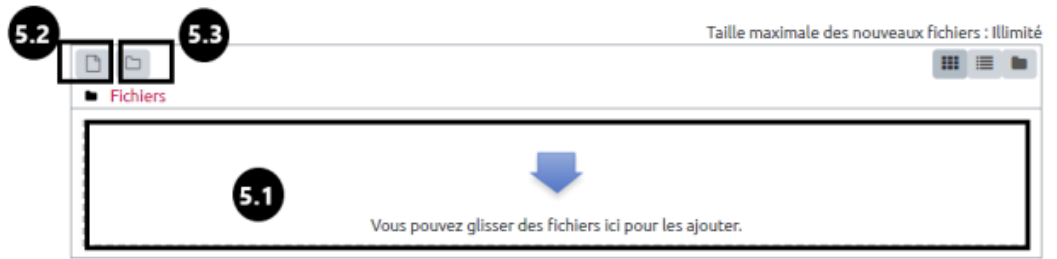 5.2
5.3
Taille maximale des nouveaux fichiers : Illimité
Fichiers
5.1
Vous pouvez glisser des fichiers ici pour les ajouter.